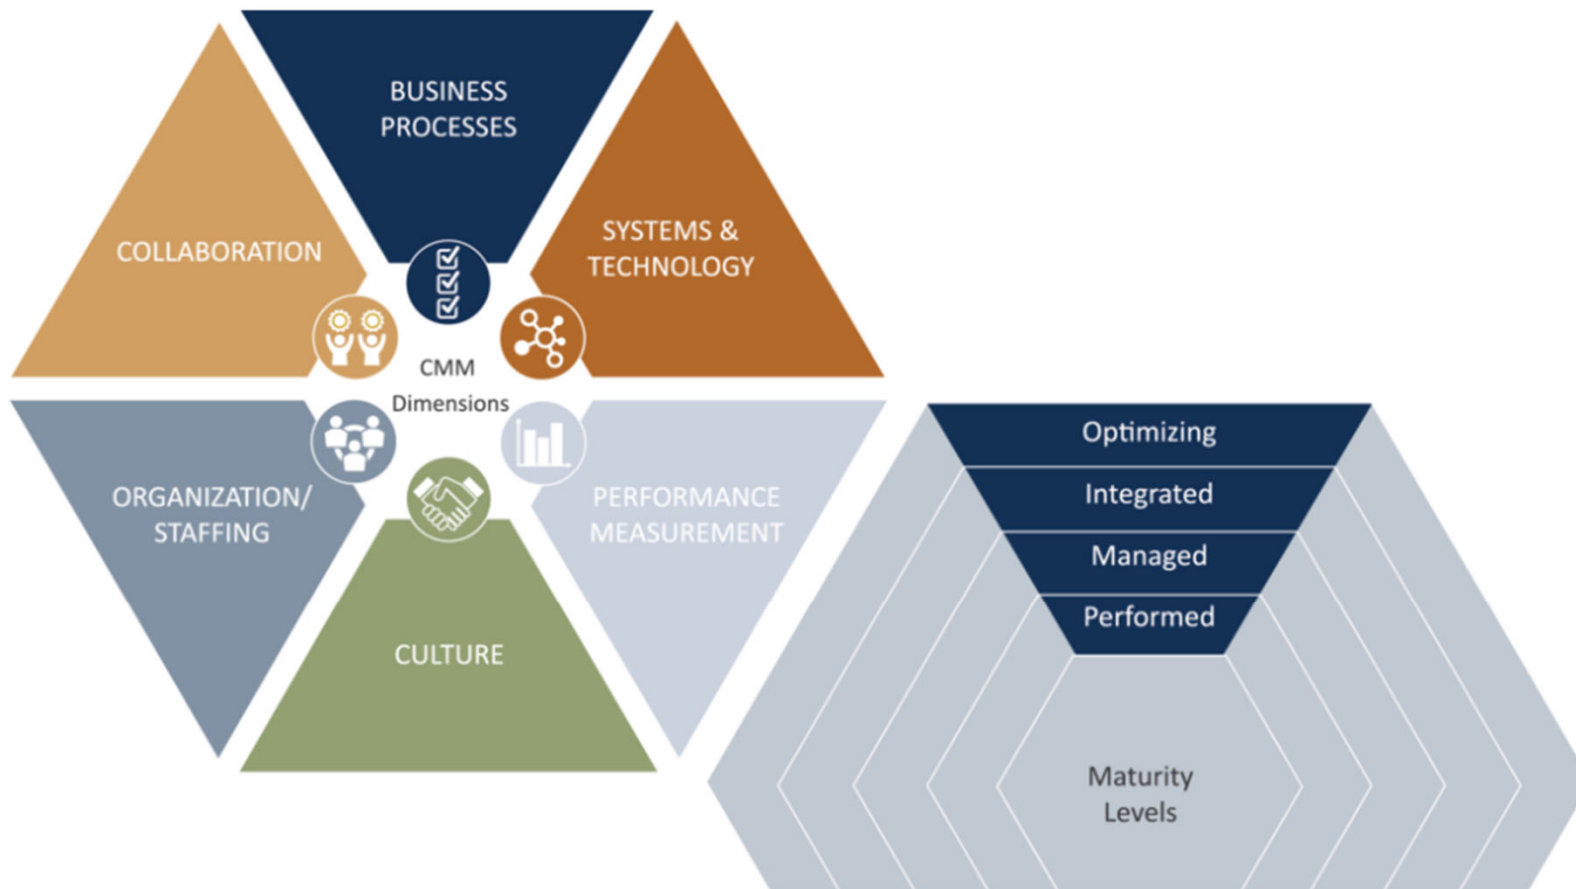 BUSINESS
PROCESSES
SYSTEMS &
TECHNOLOGY
COLLABORATION
CMM
Dimensions
ORGANIZATION/
STAFFING
PERFORMANCE
MEASUREMENT
CULTURE
Optimizing
Integrated
Managed
Performed
Maturity
Levels